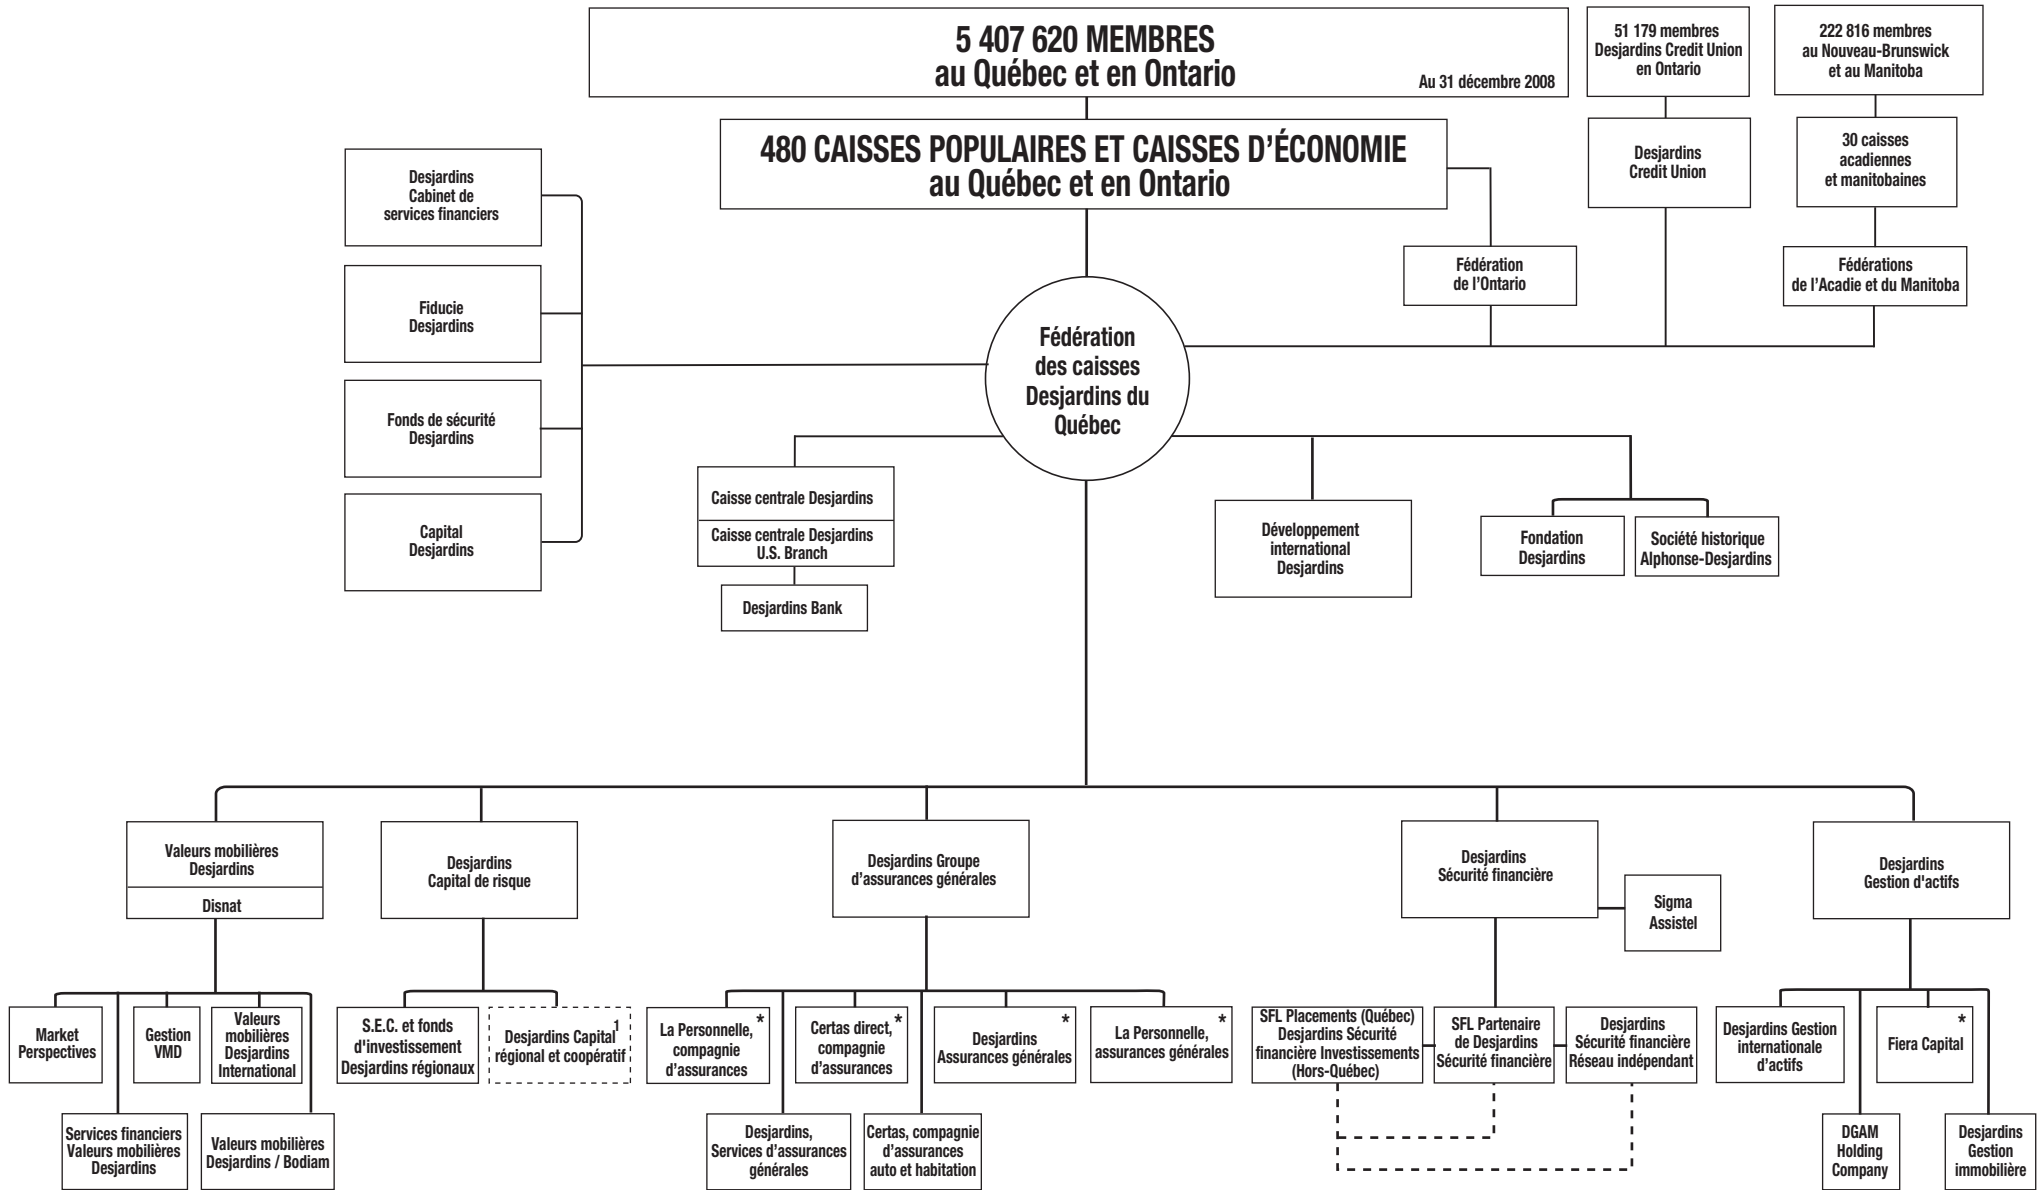 5 407 620 MEMBRES
au Québec et en Ontario
Au 31 décembre 2008
51 179 membres
Desjardins Credit Union
en Ontario
222 816 membres
au Nouveau-Brunswick
et au Manitoba
480 CAISSES POPULAIRES ET CAISSES D'ÉCONOMIE
au Québec et en Ontario
Desjardins
Credit Union
30 caisses
acadiennes
et manitobaines
Desjardins
Cabinet de
services financiers
Fiducie
Desjardins
Fonds de sécurité
Desjardins
Capital
Desjardins
Fédération
de l'Ontario
Fédérations
de l'Acadie et du Manitoba
Fédération
des caisses
Desjardins du
Québec
Caisse centrale Desjardins
Caisse centrale Desjardins
U.S. Branch
Desjardins Bank
Développement
international
Desjardins
Fondation
Desjardins
Société historique
Alphonse-Desjardins
Valeurs mobilières
Desjardins
Disnat
Desjardins
Capital de risque
Desjardins Groupe
d'assurances générales
Desjardins
Sécurité financière
Sigma
Assistel
Desjardins
Gestion d'actifs
Market
Perspectives
Gestion
VMD
Valeurs
mobilières
Desjardins
International
S.E.C. et fonds
d'investissement
Desjardins régionaux
Desjardins Capital 1
régional et coopératif
*
La Personnelle,
compagnie
d'assurances
*
Certas direct,
compagnie
d'assurances
*
Desjardins
Assurances générales
*
La Personnelle,
assurances générales
SFL Placements (Québec)
Desjardins Sécurité
financière Investissements
(Hors-Québec)
SFL Partenaire
de Desjardins
Sécurité financière
Desjardins
Sécurité financière
Réseau indépendant
Desjardins Gestion
internationale
d'actifs
*
Fiera Capital
Services financiers
Valeurs mobilières
Desjardins
Valeurs mobilières
Desjardins / Bodiam
Desjardins,
Services d'assurances
générales
Certas, compagnie
d'assurances
auto et habitation
DGAM
Holding
Company
Desjardins
Gestion
immobilière